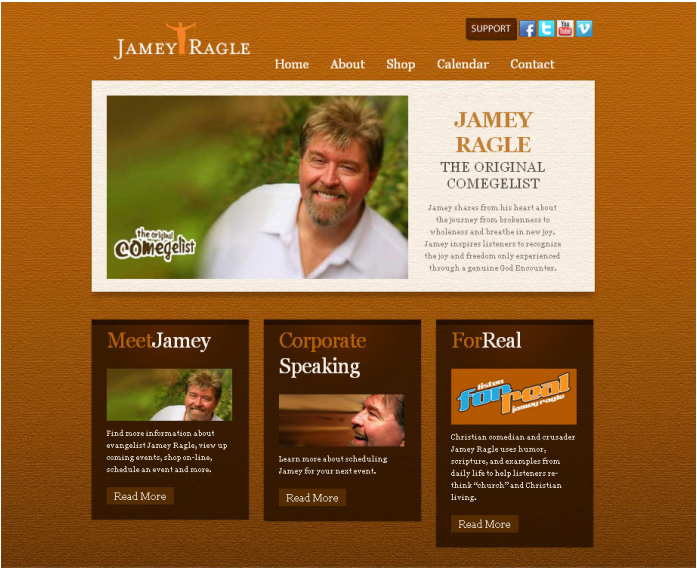 JAMEY RAGLE
SUPPORT
You
Tube
Home About Shop Calendar Contact
the original
comegelist
JAMEY
RAGLE
THE ORIGINAL
COMEGELIST
Jamey shares from his heart about
the journey from brokenness to
wholeness and breathe in new joy.
Jamey inspires listeners to recognize
the joy and freedom only experienced
through a genuine God Encounter.
MeetJamey
Find more information about
evangelist Jamey Ragle, view up
coming events, shop on-line,
schedule an event and more.
Read More
Corporate
Speaking
Learn more about scheduling
Jamey for your next event.
Read More
ForReal
listen
for real
jamey ragle
Christian comedian and crusader
Jamey Ragle uses humor,
scripture, and examples from
daily life to help listeners re-
think “church” and Christian
living.
Read More